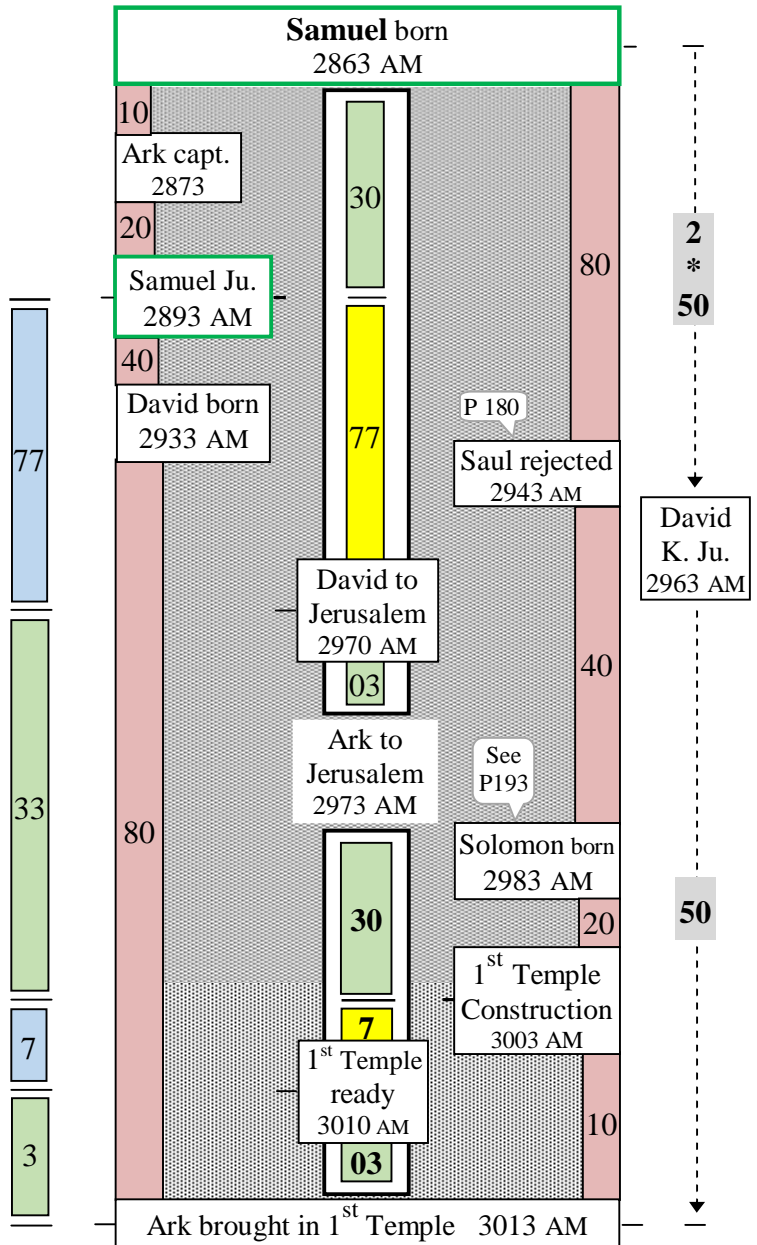 Samuel born
2863 AM
10
30
80
2
*
50
Ark capt.
2873
20
Samuel Ju.
2893 AM
40
David born
2933 AM
77
77
P 180
Saul rejected
2943 AM
David
K. Ju.
2963 AM
David to
Jerusalem
2970 AM
03
40
Ark to
Jerusalem
2973 AM
See
P193
33
80
Solomon born
2983 AM
30
20
50
1st Temple
Construction
3003 AM
7
7
1st Temple
ready
3010 AM
03
10
3
Ark brought in 1st Temple 3013 AM